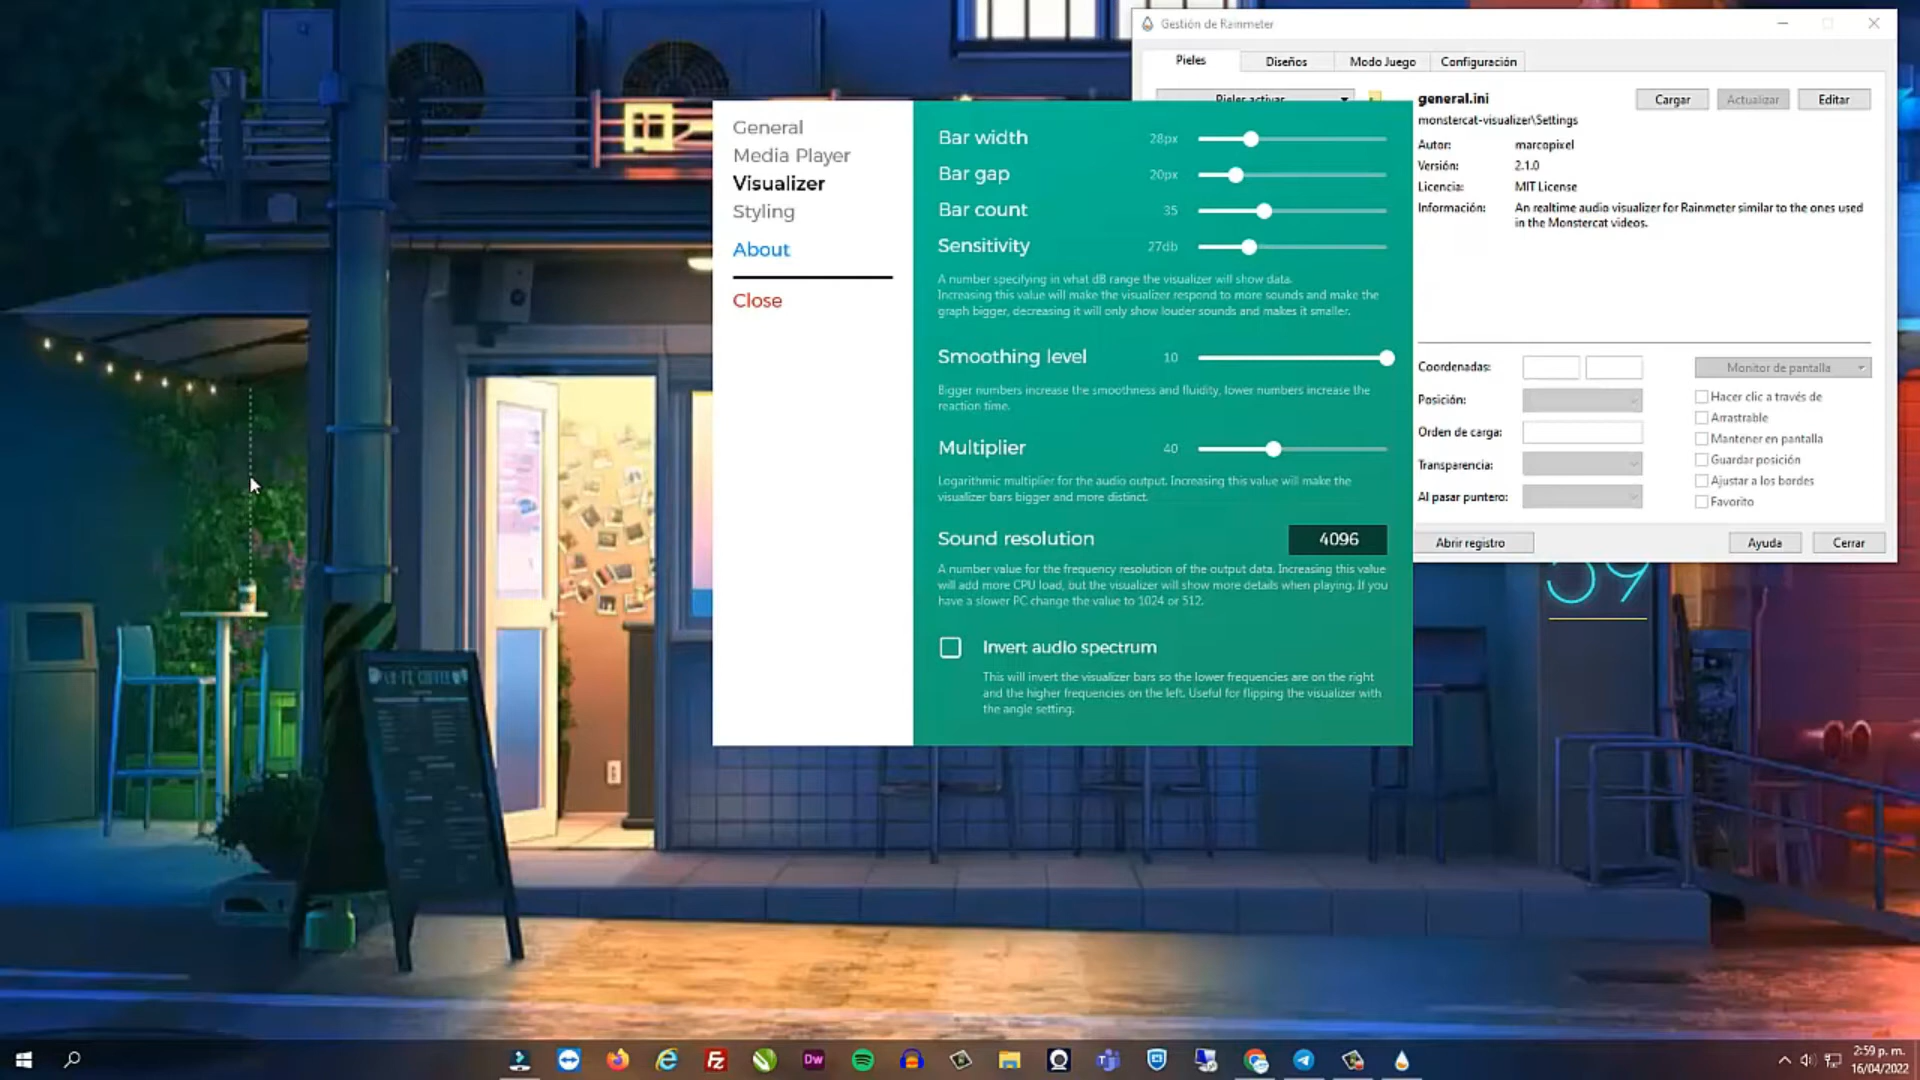 Gestión de Rainmeter
Pieles
Diseños
Modo Juego
Configuración
Pieles activar
general.ini
Cargar
Actualizar
Editar
monstercat-visualizer\Settings
Autor:
marcopixel
Versión:
2.1.0
Licencia:
MIT License
Información:
An realtime audio visualizer for Rainmeter similar to the ones used
in the Monstercat videos.
Coordenadas:
Monitor de pantalla
Posición:
Hacer clic a través de
Arrastrable
Orden de carga:
Mantener en pantalla
Transparencia:
Guardar posición
Ajustar a los bordes
Al pasar puntero:
Favorito
Abrir registro
Ayuda
Cerrar
General
Media Player
Visualizer
Styling
About
Close
Bar width
28px
Bar gap
20px
Bar count
35
Sensitivity
27db
A number specifying in what dB range the visualizer will show data.
Increasing this value will make the visualizer respond to more sounds and make the
graph bigger, decreasing it will only show louder sounds and makes it smaller.
Smoothing level
10
Bigger numbers increase the smoothness and fluidity, lower numbers increase the
reaction time.
Multiplier
40
Logarithmic multiplier for the audio output. Increasing this value will make the
visualizer bars bigger and more distinct.
Sound resolution
4096
A number value for the frequency resolution of the output data. Increasing this value
will add more CPU load, but the visualizer will show more details when playing. If you
have a slower PC change the value to 1024 or 512.
Invert audio spectrum
This will invert the visualizer bars so the lower frequencies are on the right
and the higher frequencies on the left. Useful for flipping the visualizer with
the angle setting.
59
Dw
2:59 p. m.
16/04/2022